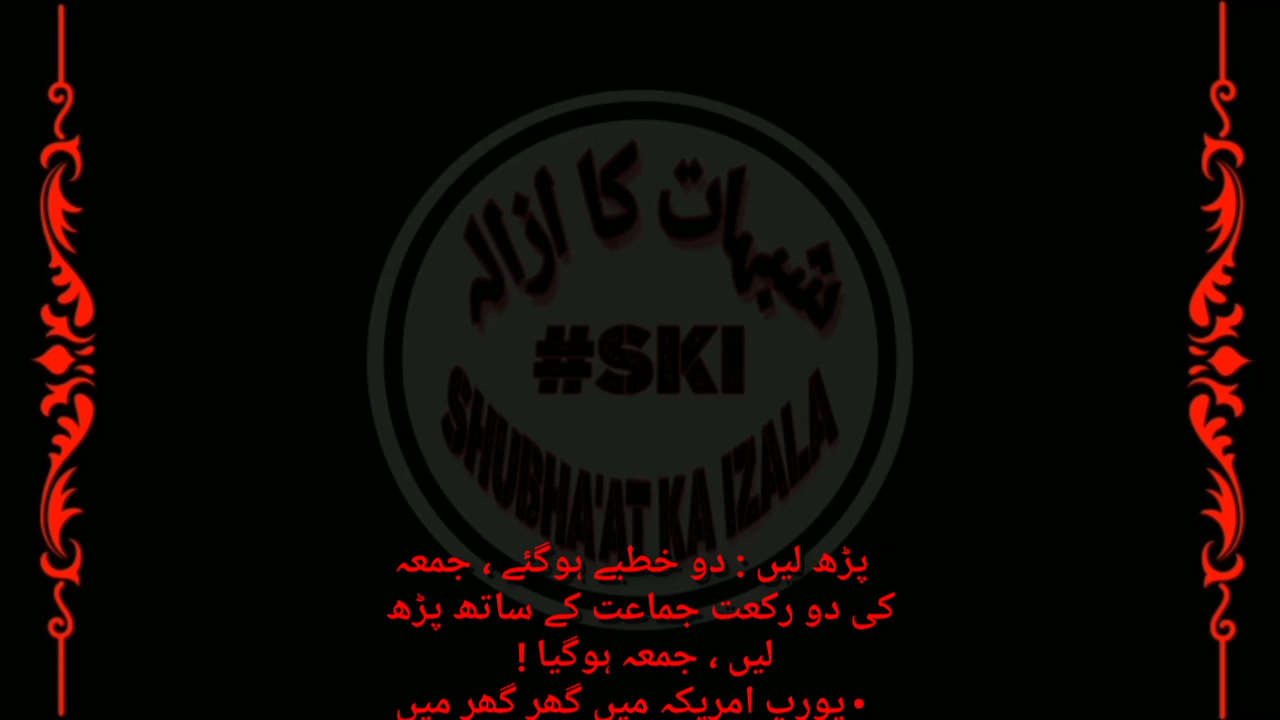 شبہات کا ازالہ
#SKI
SHUBHA'AT KA IZALA
پڑھ لیں : دو خطبے ہوگئے ، جمعہ
کی دو رکعت جماعت کے ساتھ پڑھ
لیں ، جمعہ ہوگیا !
• یورپ امریکہ میں گھر گھر میں